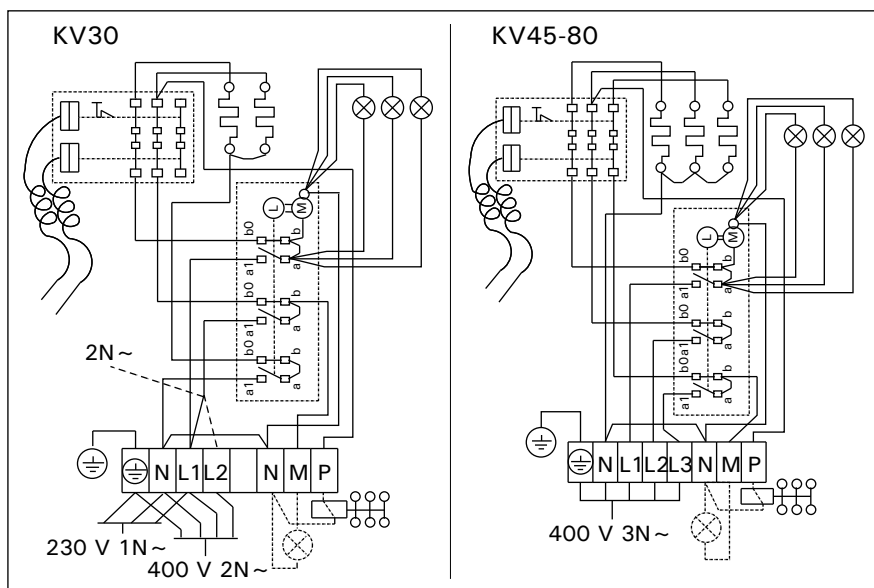 KV30
L
M
b0
b
a1
a
b0
b
a1
a
b0
b
a1
a
2N~
N L1 L2 N M P
230 V 1N~
400 V 2N~
KV45-80
L
M
b0
b
a1
a
b0
b
a1
a
b0
b
a1
a
N L1 L2 L3 N M P
400 V 3N~